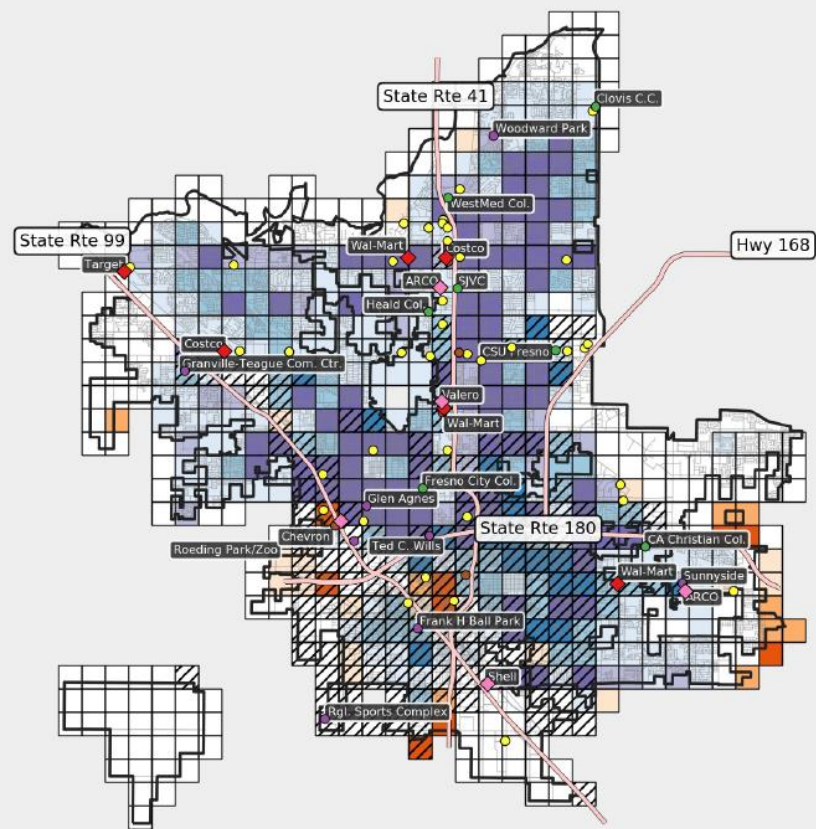 State Rte 41
Clovis C.C.
Woodward Park
WestMed Col.
State Rte 99
Wal-Mart
Costco
Hwy 168
Target
ARCO
SJVC
Heald Col.
Costco
CSU Fresno
Granville-Teague Com. Ctr.
Valero
Wal-Mart
Fresno City Col.
Glen Agnes
Chevron
State Rte 180
Roeding Park/Zoo
Ted C. Wills
CA Christian Col.
Wal-Mart
Sunnyside
ARCO
Frank H Ball Park
Shell
Rgl. Sports Complex